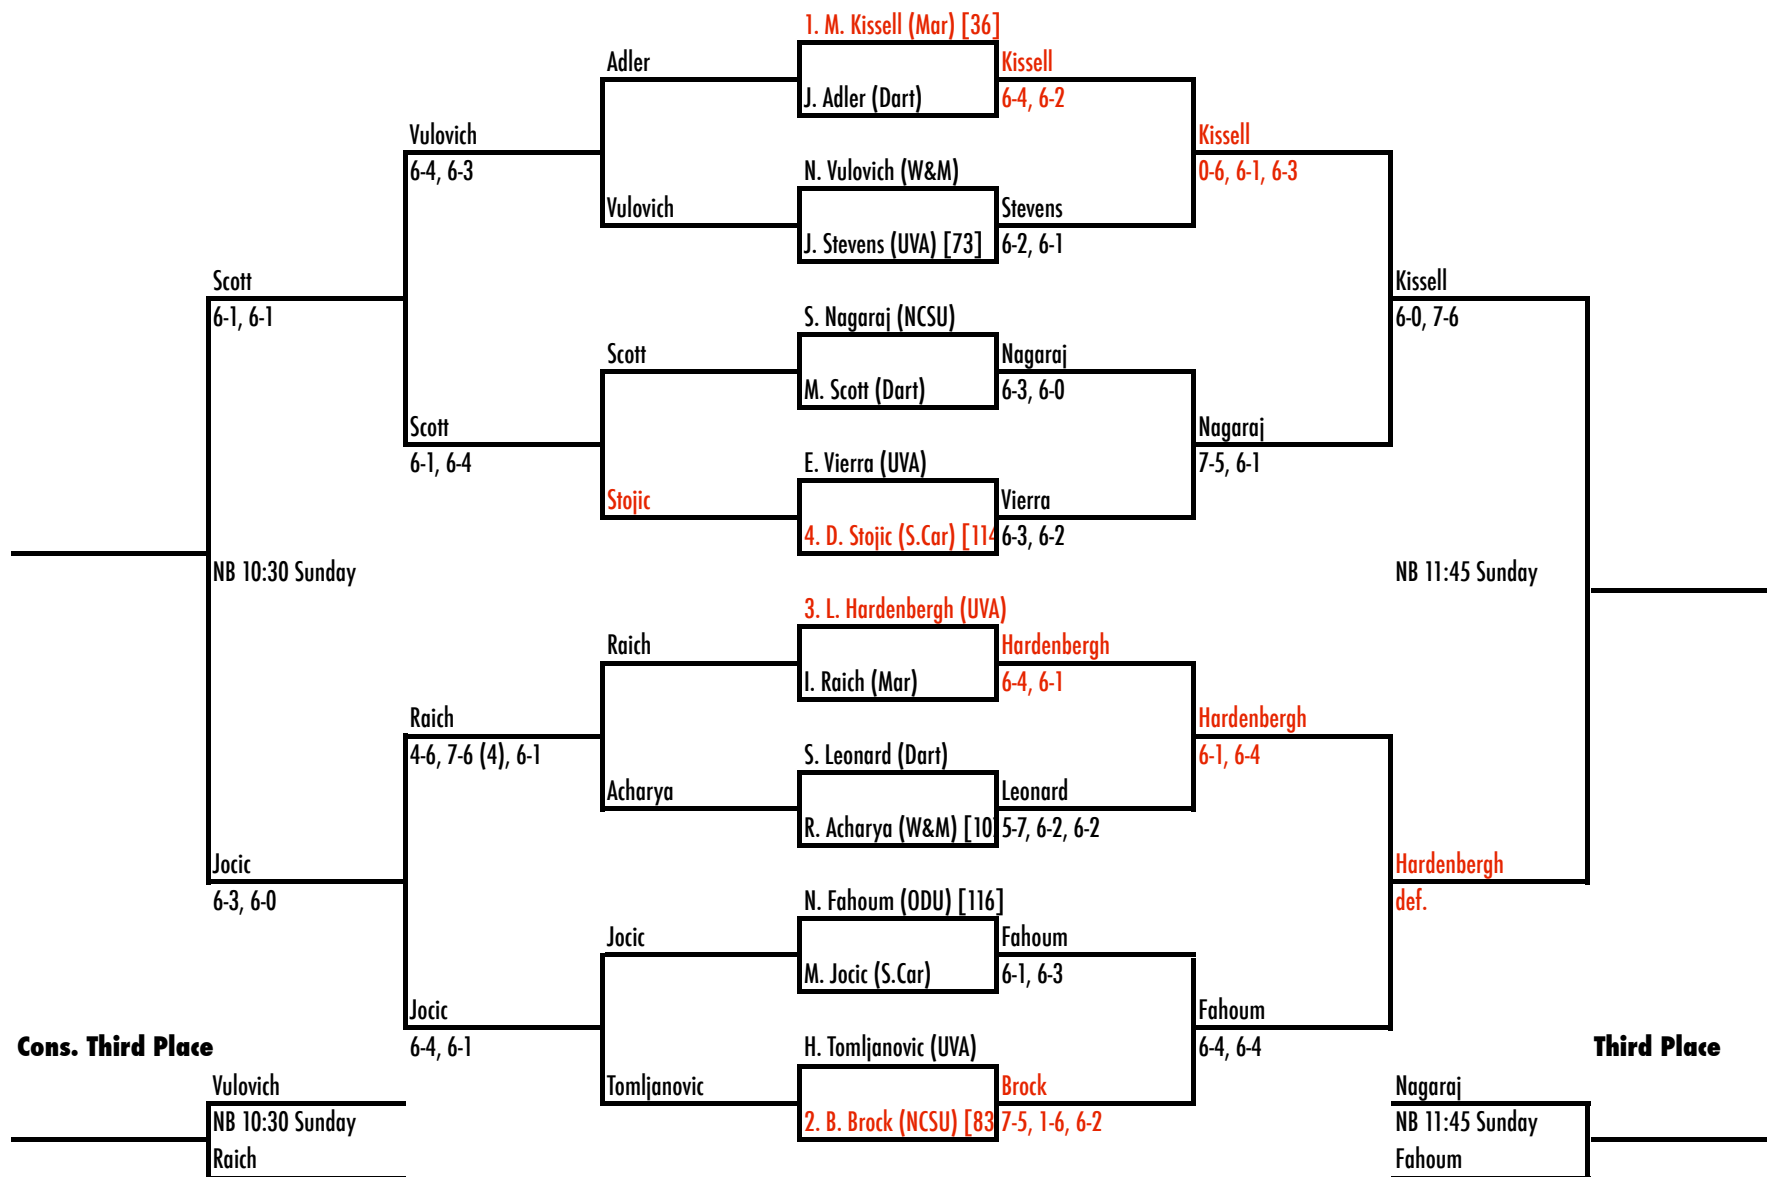 1. M. Kissell (Mar) [36]
Adler
Kissell
J. Adler (Dart)
6-4, 6-2
Vulovich
Kissell
6-4, 6-3
N. Vulovich (W&M)
0-6, 6-1, 6-3
Vulovich
Stevens
J. Stevens (UVA) [73]
6-2, 6-1
Scott
Kissell
6-1, 6-1
S. Nagaraj (NCSU)
6-0, 7-6
Scott
Nagaraj
M. Scott (Dart)
6-3, 6-0
Scott
Nagaraj
6-1, 6-4
E. Vierra (UVA)
7-5, 6-1
Stojic
Vierra
4. D. Stojic (S.Car) [114
6-3, 6-2
NB 10:30 Sunday
NB 11:45 Sunday
3. L. Hardenbergh (UVA)
Raich
Hardenbergh
I. Raich (Mar)
6-4, 6-1
Raich
Hardenbergh
4-6, 7-6 (4), 6-1
S. Leonard (Dart)
6-1, 6-4
Acharya
Leonard
R. Acharya (W&M) [10
5-7, 6-2, 6-2
Jocic
Hardenbergh
6-3, 6-0
N. Fahoum (ODU) [116]
def.
Jocic
Fahoum
M. Jocic (S.Car)
6-1, 6-3
Jocic
Fahoum
Cons. Third Place
6-4, 6-1
H. Tomljanovic (UVA)
6-4, 6-4
Third Place
Vulovich
Tomljanovic
Brock
Nagaraj
NB 10:30 Sunday
2. B. Brock (NCSU) [83
7-5, 1-6, 6-2
NB 11:45 Sunday
Raich
Fahoum